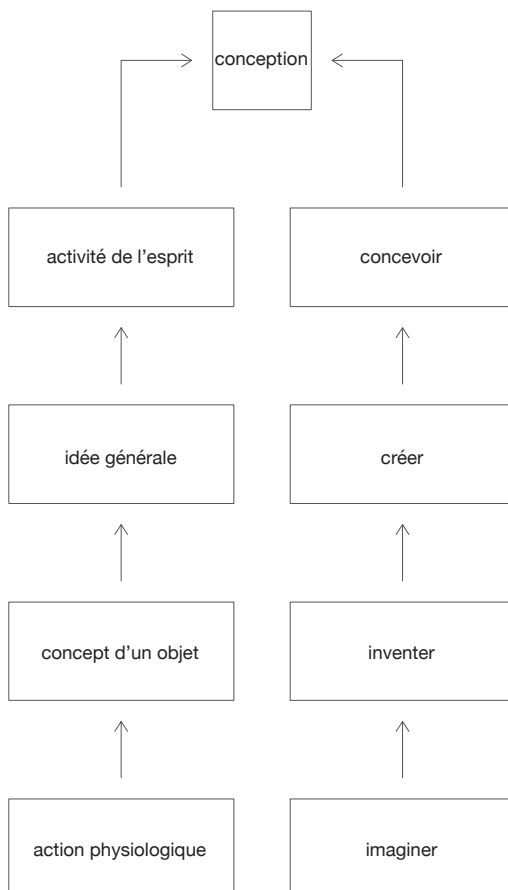 conception
activité de l’esprit
concevoir
idée générale
créer
concept d’un objet
inventer
action physiologique
imaginer